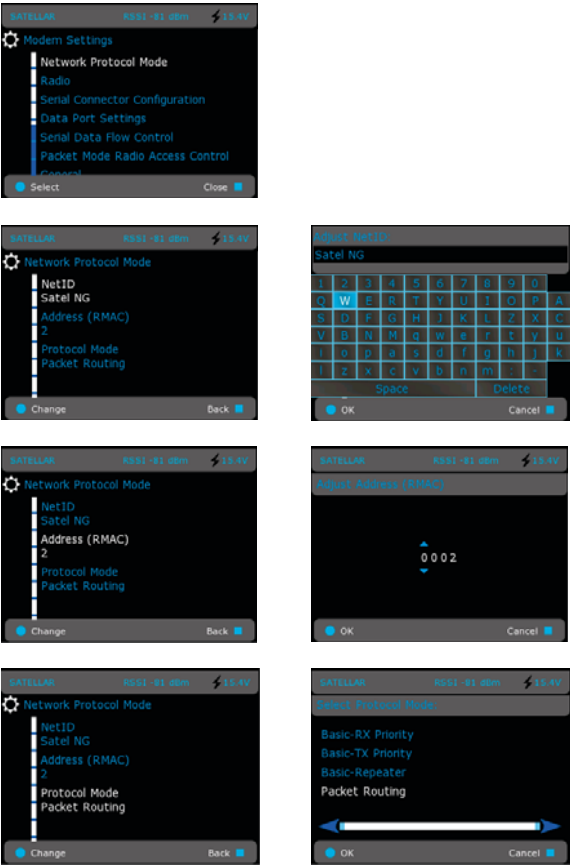 SATELLAR RSSI -81 dBm 15.4V
Modem Settings
Network Protocol Mode
Radio
Serial Connector Configuration
Data Port Settings
Serial Data Flow Control
Packet Mode Radio Access Control
General
Select Close
SATELLAR RSSI -81 dBm 15.4V
Network Protocol Mode
NetID
Satel NG
Address (RMAC)
2
Protocol Mode
Packet Routing
Change Back
Adjust NetID:
Satel NG
1 2 3 4 5 6 7 8 9 0
Q W E R T Y U I O P A
S D F G H J K L Z X C
V B N M q w e r t y u
i o p a s d f g h j k
l z x c v b n m : -
Space Delete
OK Cancel
SATELLAR RSSI -81 dBm 15.4V
Network Protocol Mode
NetID
Satel NG
Address (RMAC)
2
Protocol Mode
Packet Routing
Change Back
SATELLAR RSSI -81 dBm 15.4V
Adjust Address (RMAC):
0002
OK Cancel
SATELLAR RSSI -81 dBm 15.4V
Network Protocol Mode
NetID
Satel NG
Address (RMAC)
2
Protocol Mode
Packet Routing
Change Back
SATELLAR RSSI -81 dBm 15.4V
Select Protocol Mode:
Basic-RX Priority
Basic-TX Priority
Basic-Repeater
Packet Routing
OK Cancel